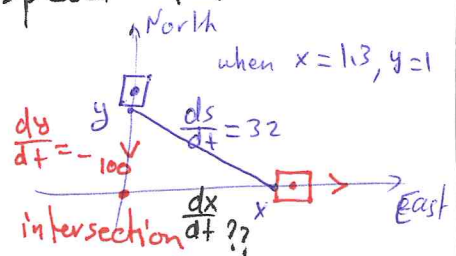 North
when x = 1.3, y = 1
y
ds/dt = 32
dy/dt = -100
x
East
intersection
dx/dt ??